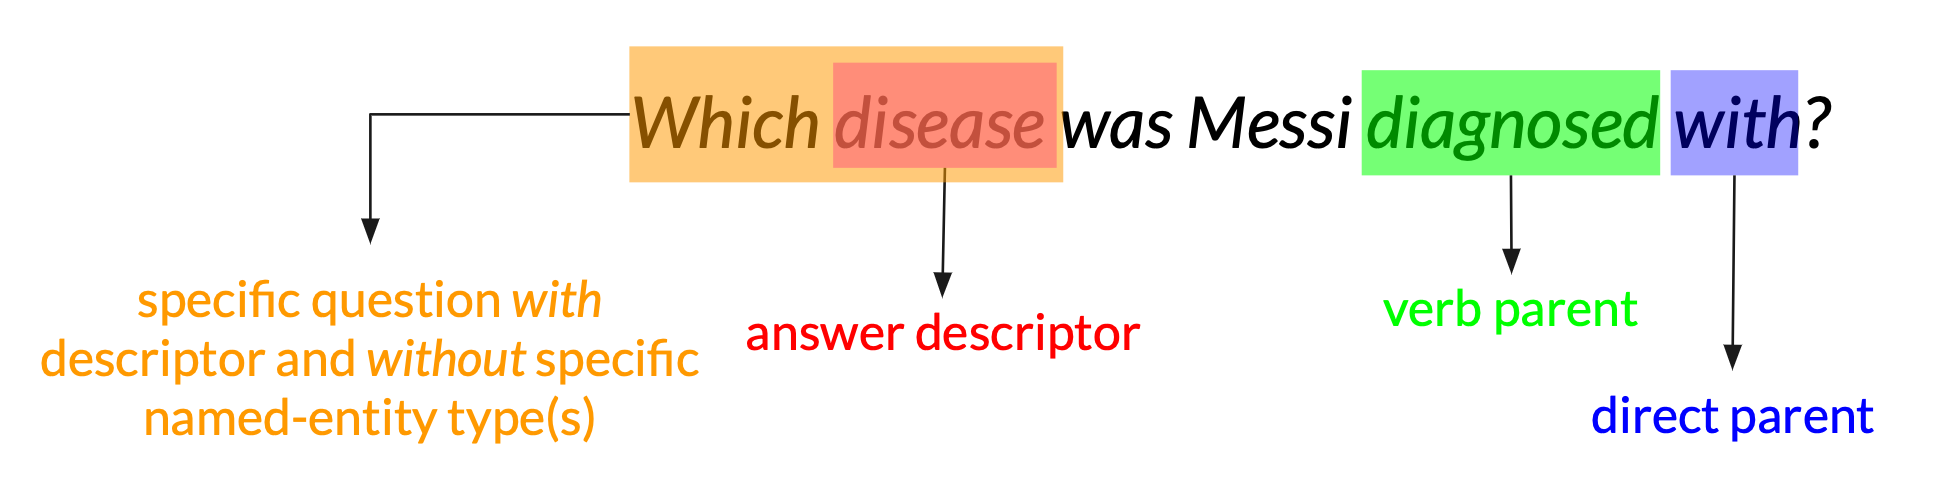 Which disease was Messi diagnosed with?
specific question with
descriptor and without specific
named-entity type(s)
answer descriptor
verb parent
direct parent